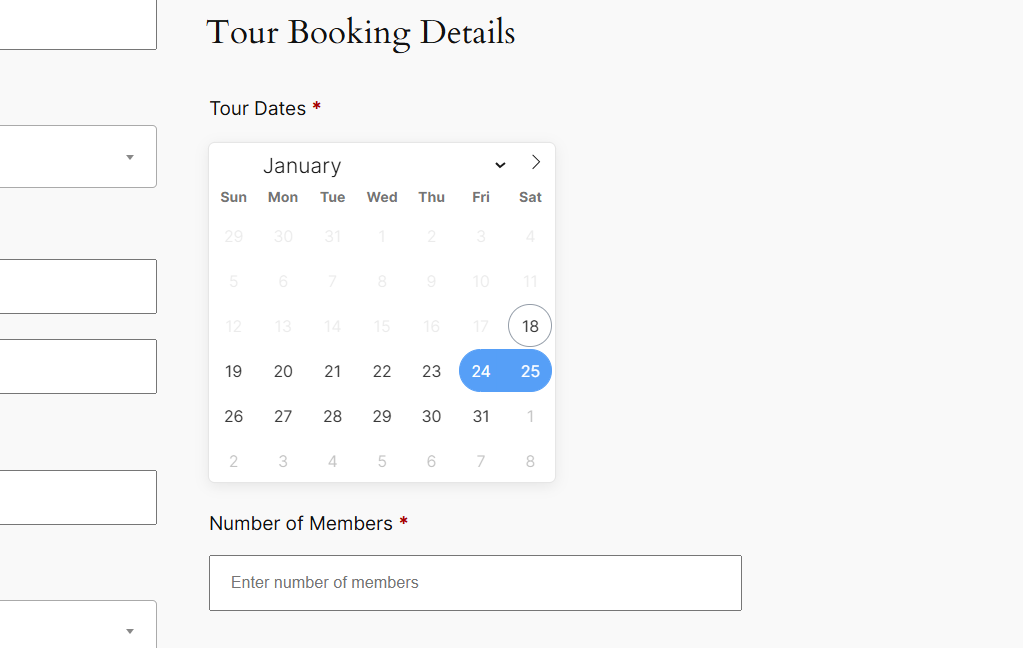 Tour Booking Details
Tour Dates *
January
Sun Mon Tue Wed Thu Fri Sat
29 30 31 1 2 3 4
5 6 7 8 9 10 11
12 13 14 15 16 17 18
19 20 21 22 23 24 25
26 27 28 29 30 31 1
2 3 4 5 6 7 8
Number of Members *
Enter number of members